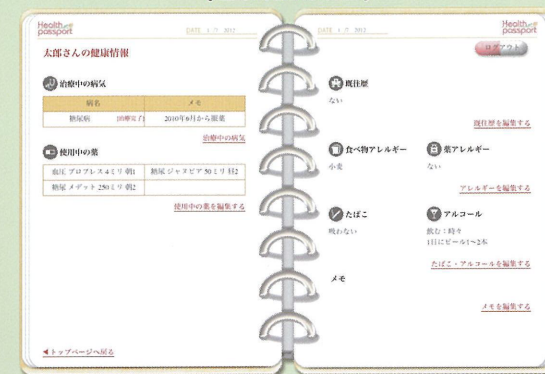 Health passport
太郎さんの健康情報
治療中の病気
病名 メモ
糖尿病 [治療完了] 2010年6月から服薬
治療中の病気
使用中の薬
血圧 ブロプレス 4ミリ 朝1 糖尿 ジャヌビア 50ミリ 昼2
糖尿 メデット 250ミリ 朝2
使用中の薬を編集する
◀トップページへ戻る
Health passport
ログアウト
既往歴
ない
既往歴を編集する
食べ物アレルギー 薬アレルギー
小麦 ない
アレルギーを編集する
たばこ アルコール
吸わない 飲む：時々
1日にビール1〜2本
たばこ・アルコールを編集する
メモ
メモを編集する